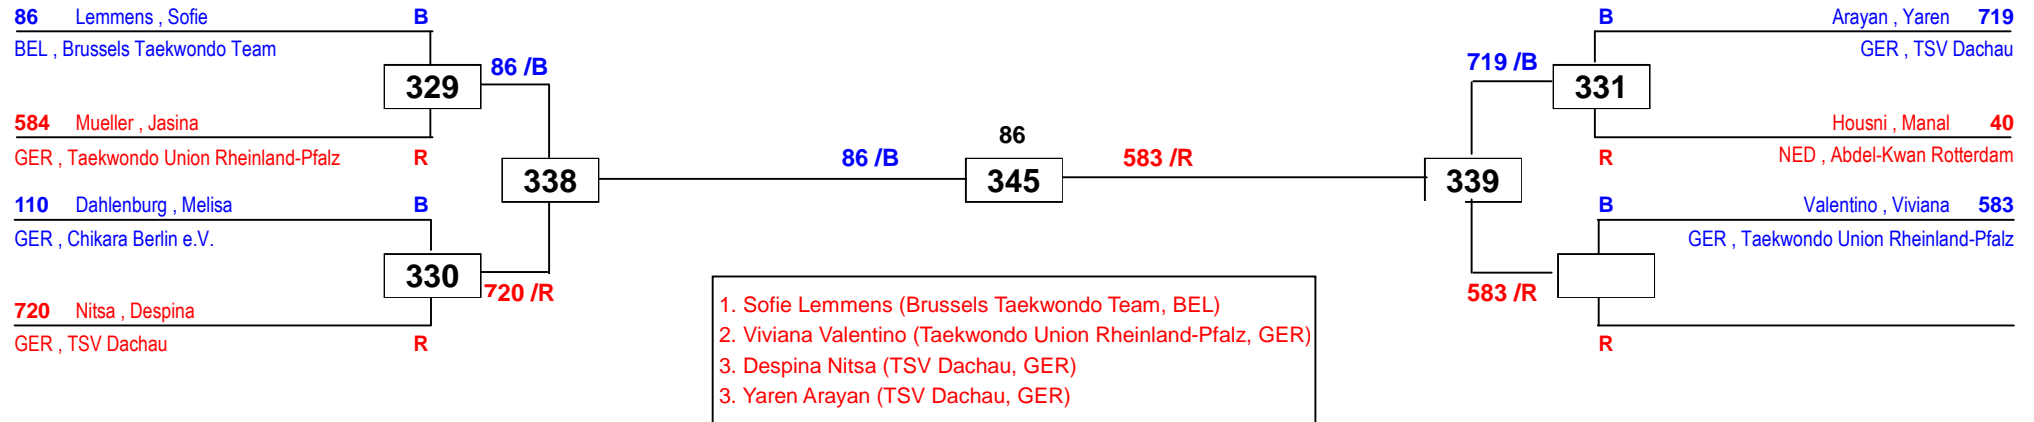 86 Lemmens , Sofie B
BEL , Brussels Taekwondo Team
329
86 /B
584 Mueller , Jasina
GER , Taekwondo Union Rheinland-Pfalz R
338
110 Dahlenburg , Melisa B
GER , Chikara Berlin e.V.
330
720 /R
720 Nitsa , Despina
GER , TSV Dachau R
86 /B
86
345
583 /R
B Arayan , Yaren 719
GER , TSV Dachau
719 /B
331
Housni , Manal 40
R NED , Abdel-Kwan Rotterdam
339
B Valentino , Viviana 583
GER , Taekwondo Union Rheinland-Pfalz
583 /R
R
1. Sofie Lemmens (Brussels Taekwondo Team, BEL)
2. Viviana Valentino (Taekwondo Union Rheinland-Pfalz, GER)
3. Despina Nitsa (TSV Dachau, GER)
3. Yaren Arayan (TSV Dachau, GER)